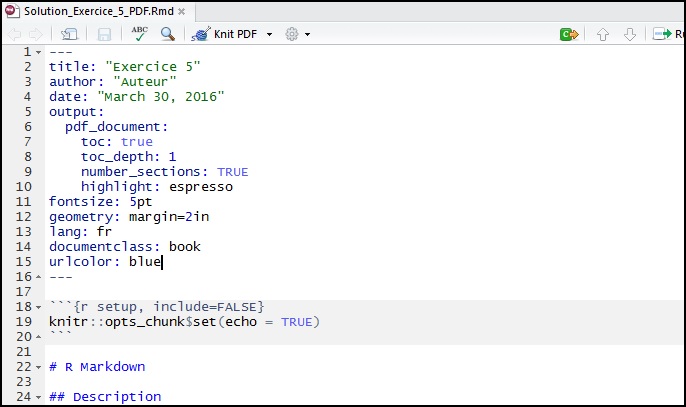 Solution_Exercice_5_PDF.Rmd
ABC Knit PDF
1 ---
2 title: "Exercice 5"
3 author: "Auteur"
4 date: "March 30, 2016"
5 output:
6 pdf_document:
7 toc: true
8 toc_depth: 1
9 number_sections: TRUE
10 highlight: espresso
11 fontsize: 5pt
12 geometry: margin=2in
13 lang: fr
14 documentclass: book
15 urlcolor: blue
16 ---
17
18 ```{r setup, include=FALSE}
19 knitr::opts_chunk$set(echo = TRUE)
20 ```
21
22 # R Markdown
23
24 ## Description